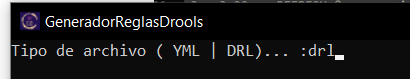 GeneradorReglasDrools
Tipo de archivo ( YML | DRL)... :drl